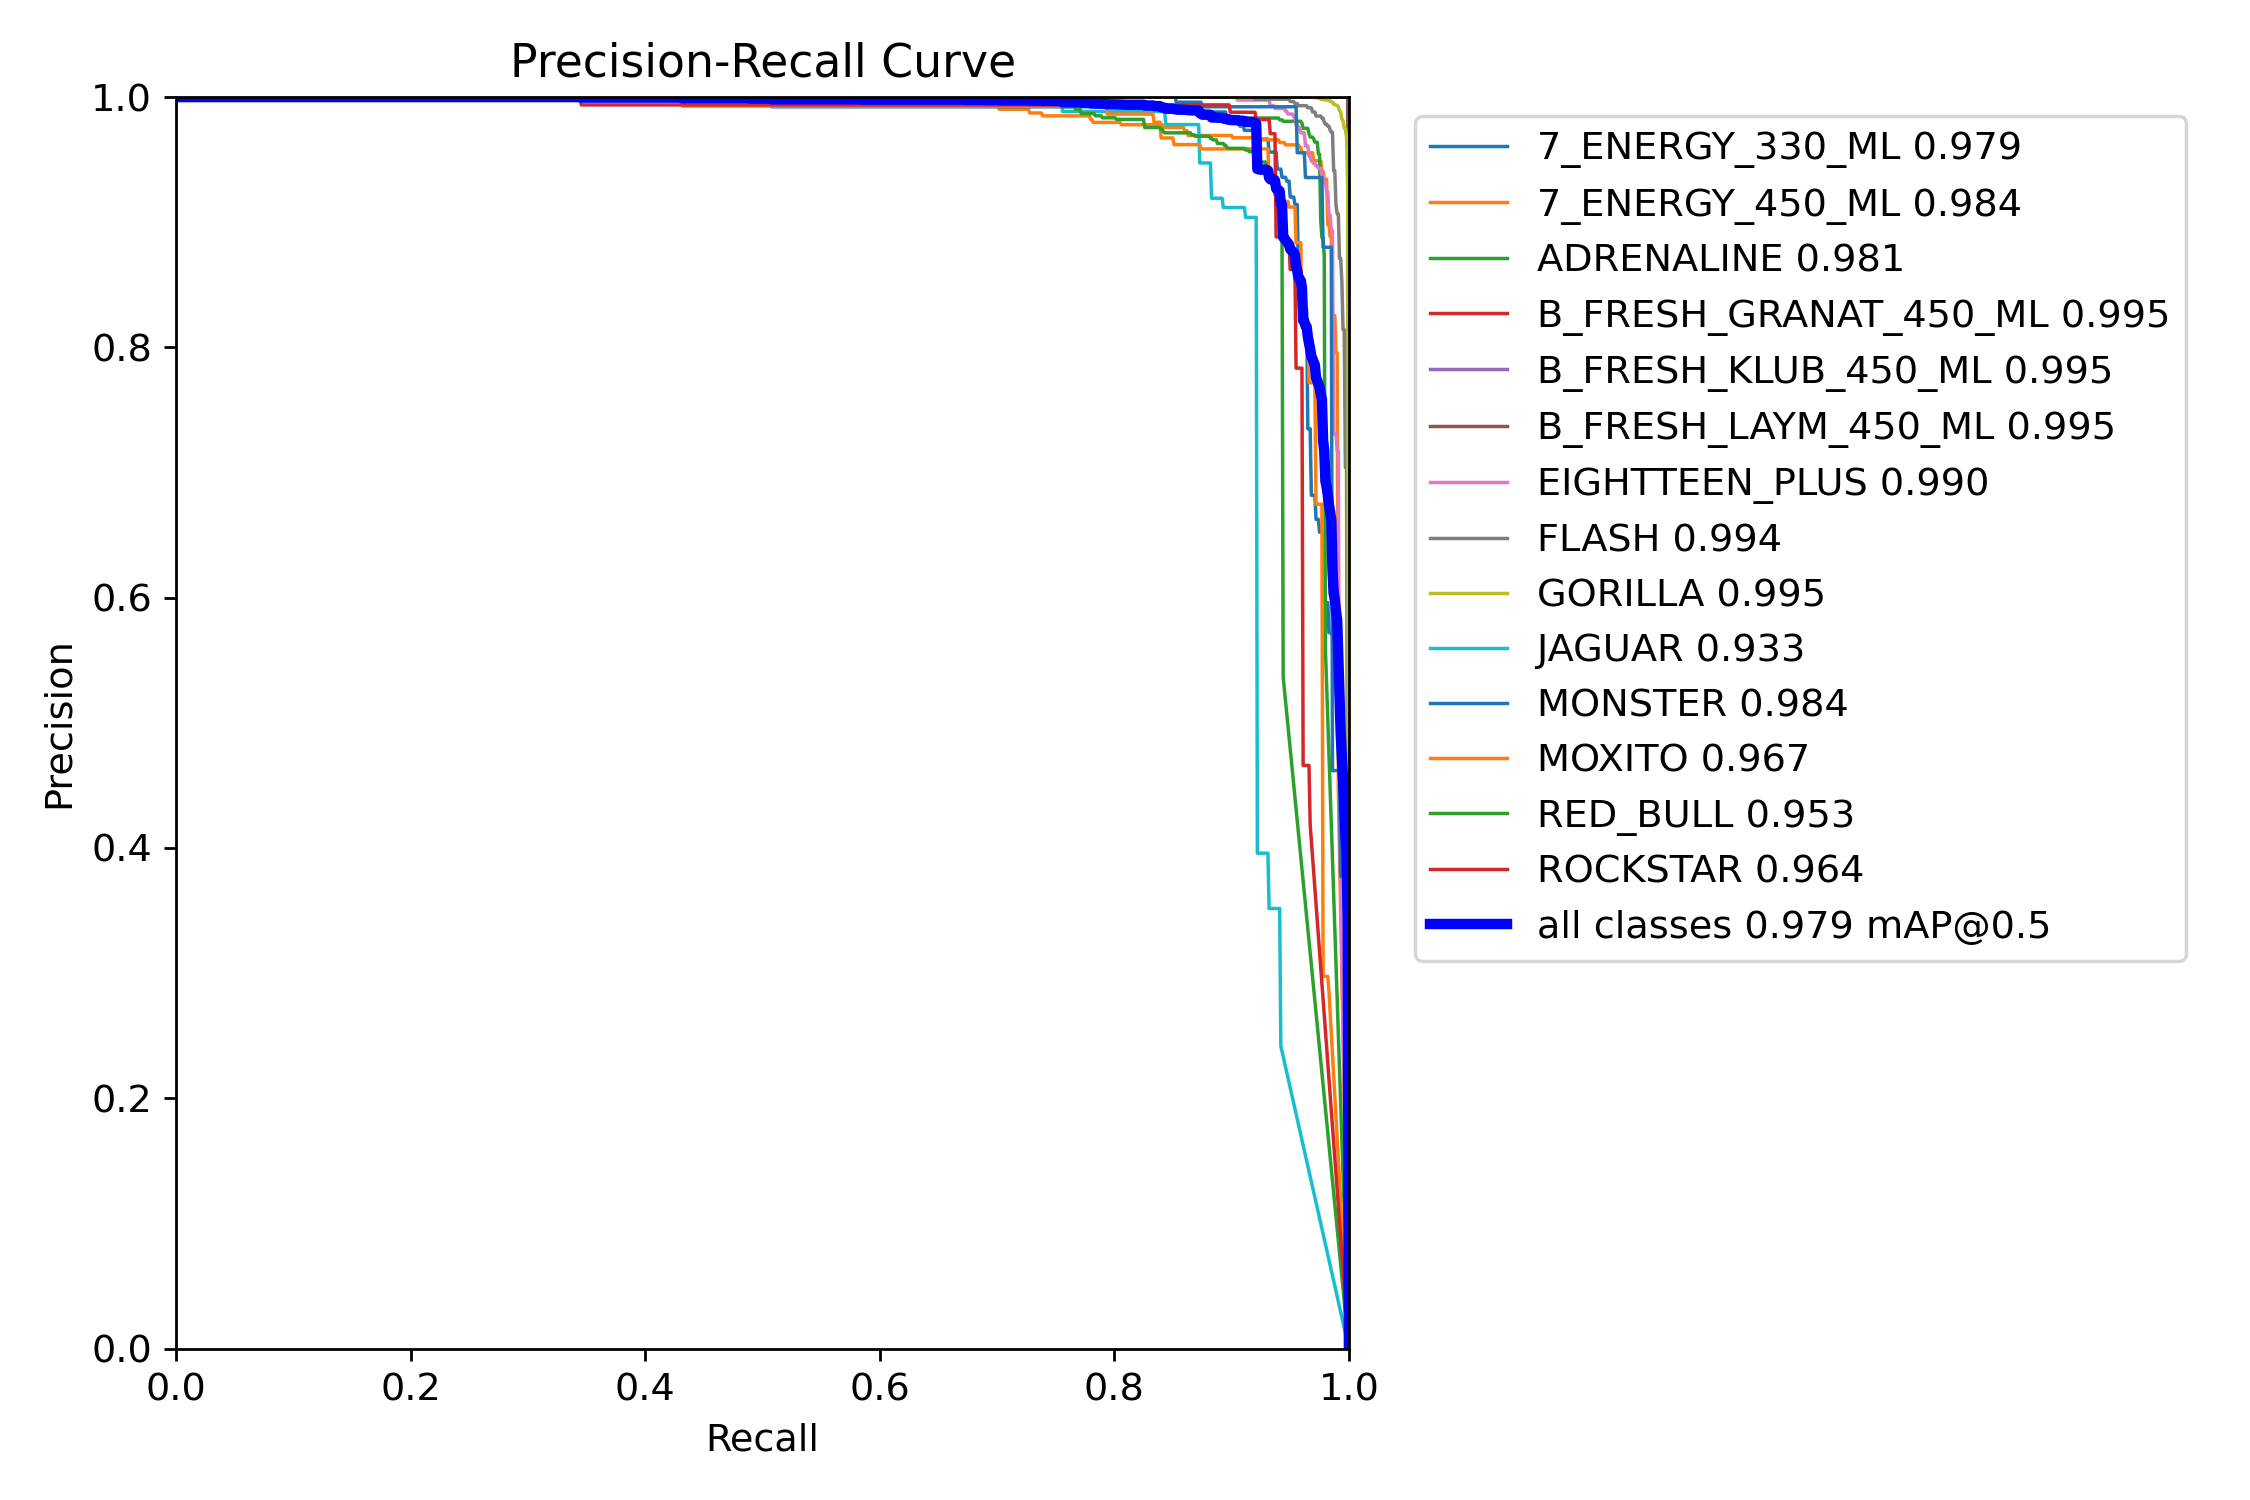 Precision-Recall Curve
1.0
0.8
0.6
0.4
0.2
0.0
Precision
0.0 0.2 0.4 0.6 0.8 1.0
Recall
7_ENERGY_330_ML 0.979
7_ENERGY_450_ML 0.984
ADRENALINE 0.981
B_FRESH_GRANAT_450_ML 0.995
B_FRESH_KLUB_450_ML 0.995
B_FRESH_LAYM_450_ML 0.995
EIGHTTEEN_PLUS 0.990
FLASH 0.994
GORILLA 0.995
JAGUAR 0.933
MONSTER 0.984
MOXITO 0.967
RED_BULL 0.953
ROCKSTAR 0.964
all classes 0.979 mAP@0.5